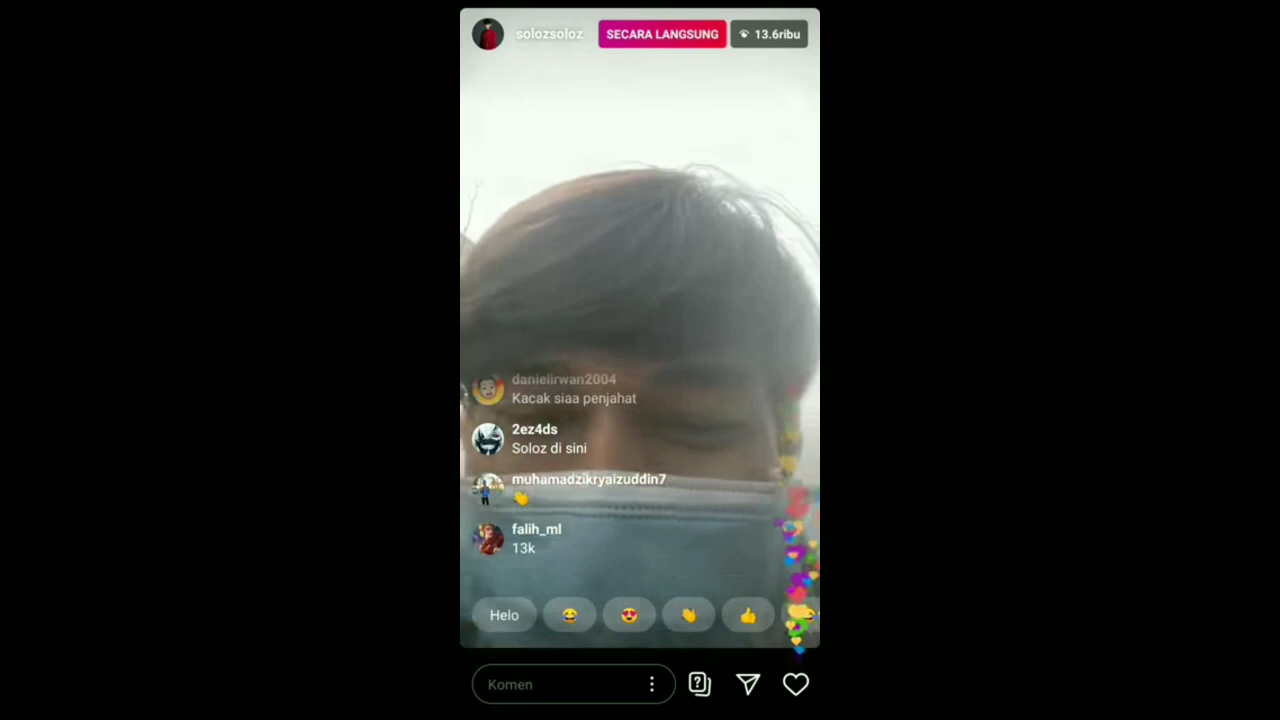 solozsoloz SECARA LANGSUNG 13.6ribu
danielirwan2004
Kacak siaa penjahat
2ez4ds
Soloz di sini
muhamadzikryaizuddin7
👏
falih_ml
13k
Helo 😂 😍 👏 👍
Komen